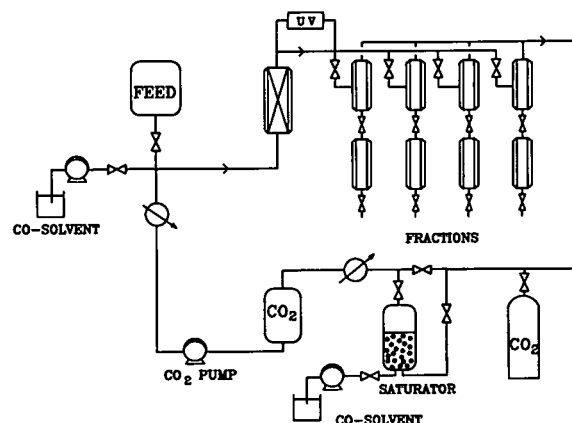 UV
FEED
CO-SOLVENT
FRACTIONS
CO₂
CO₂
SATURATOR
CO₂ PUMP
CO-SOLVENT